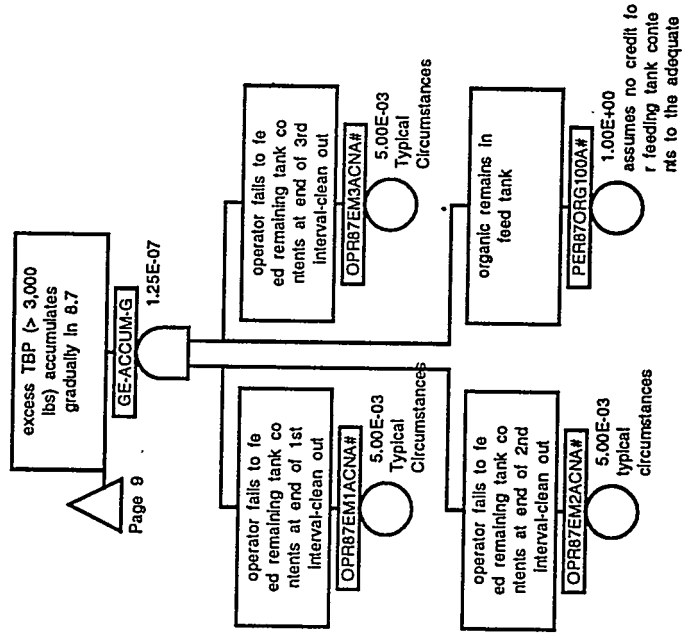 excess TBP (> 3,000
lbs) accumulates
gradually in 8.7
GE-ACCUM-G
1.25E-07
Page 9
operator fails to fe
ed remaining tank co
ntents at end of 1st
interval-clean out
OPR87EM1ACNA#
5.00E-03
Typical
Circumstances
operator fails to fe
ed remaining tank co
ntents at end of 3rd
interval-clean out
OPR87EM3ACNA#
5.00E-03
Typical
Circumstances
operator fails to fe
ed remaining tank co
ntents at end of 2nd
interval-clean out
OPR87EM2ACNA#
5.00E-03
typical
circumstances
organic remains in
feed tank
PER87ORG100A#
1.00E+00
assumes no credit fo
r feeding tank conte
nts to the adequate